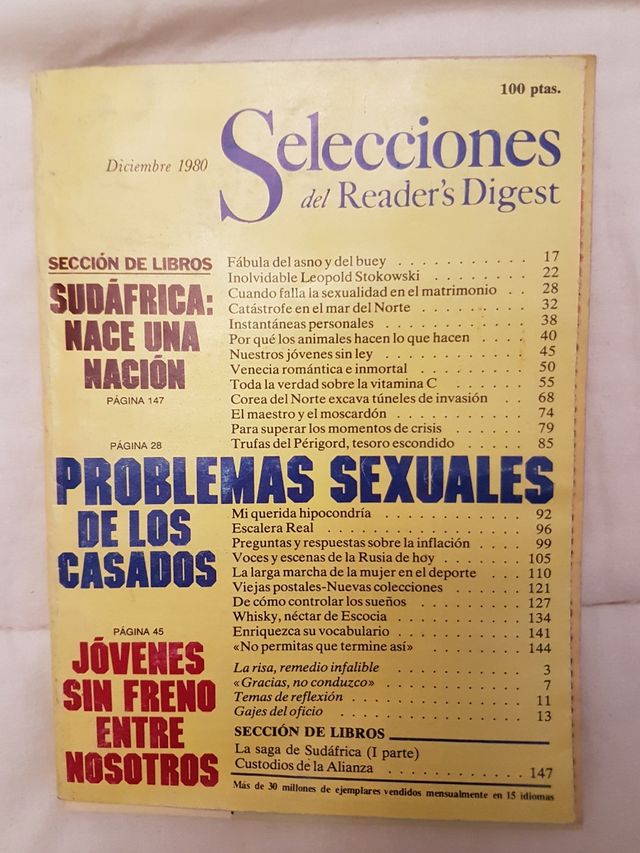 100 ptas.
Diciembre 1980
Selecciones
del Reader's Digest
SECCIÓN DE LIBROS
SUDÁFRICA:
NACE UNA
NACIÓN
PÁGINA 147
Fábula del asno y del buey . . . . . . . . . . 17
Inolvidable Leopold Stokowski . . . . . . . . 22
Cuando falla la sexualidad en el matrimonio . . 28
Catástrofe en el mar del Norte . . . . . . . . 32
Instantáneas personales . . . . . . . . . . . 38
Por qué los animales hacen lo que hacen . . . . 40
Nuestros jóvenes sin ley . . . . . . . . . . . 45
Venecia romántica e inmortal . . . . . . . . . 50
Toda la verdad sobre la vitamina C . . . . . . 55
Corea del Norte excava túneles de invasión . . 68
El maestro y el moscardón . . . . . . . . . . 74
Para superar los momentos de crisis . . . . . 79
Trufas del Périgord, tesoro escondido . . . . 85
PÁGINA 28
PROBLEMAS SEXUALES
DE LOS
CASADOS
Mi querida hipocondría . . . . . . . . . . . 92
Escalera Real . . . . . . . . . . . . . . . 96
Preguntas y respuestas sobre la inflación . . . . 99
Voces y escenas de la Rusia de hoy . . . . . . 105
La larga marcha de la mujer en el deporte . . . 110
Viejas postales-Nuevas colecciones . . . . . . 121
De cómo controlar los sueños . . . . . . . . 127
Whisky, néctar de Escocia . . . . . . . . . . 134
Enriquezca su vocabulario . . . . . . . . . . 141
«No permitas que termine así» . . . . . . . . 144
PÁGINA 45
JÓVENES
SIN FRENO
ENTRE
NOSOTROS
La risa, remedio infalible . . . . . . . . . . 3
«Gracias, no conduzco» . . . . . . . . . . . 7
Temas de reflexión . . . . . . . . . . . . . 11
Gajes del oficio . . . . . . . . . . . . . . 13
SECCIÓN DE LIBROS
La saga de Sudáfrica (I parte)
Custodios de la Alianza . . . . . . . . . . . 147
Más de 30 millones de ejemplares vendidos mensualmente en 15 idiomas